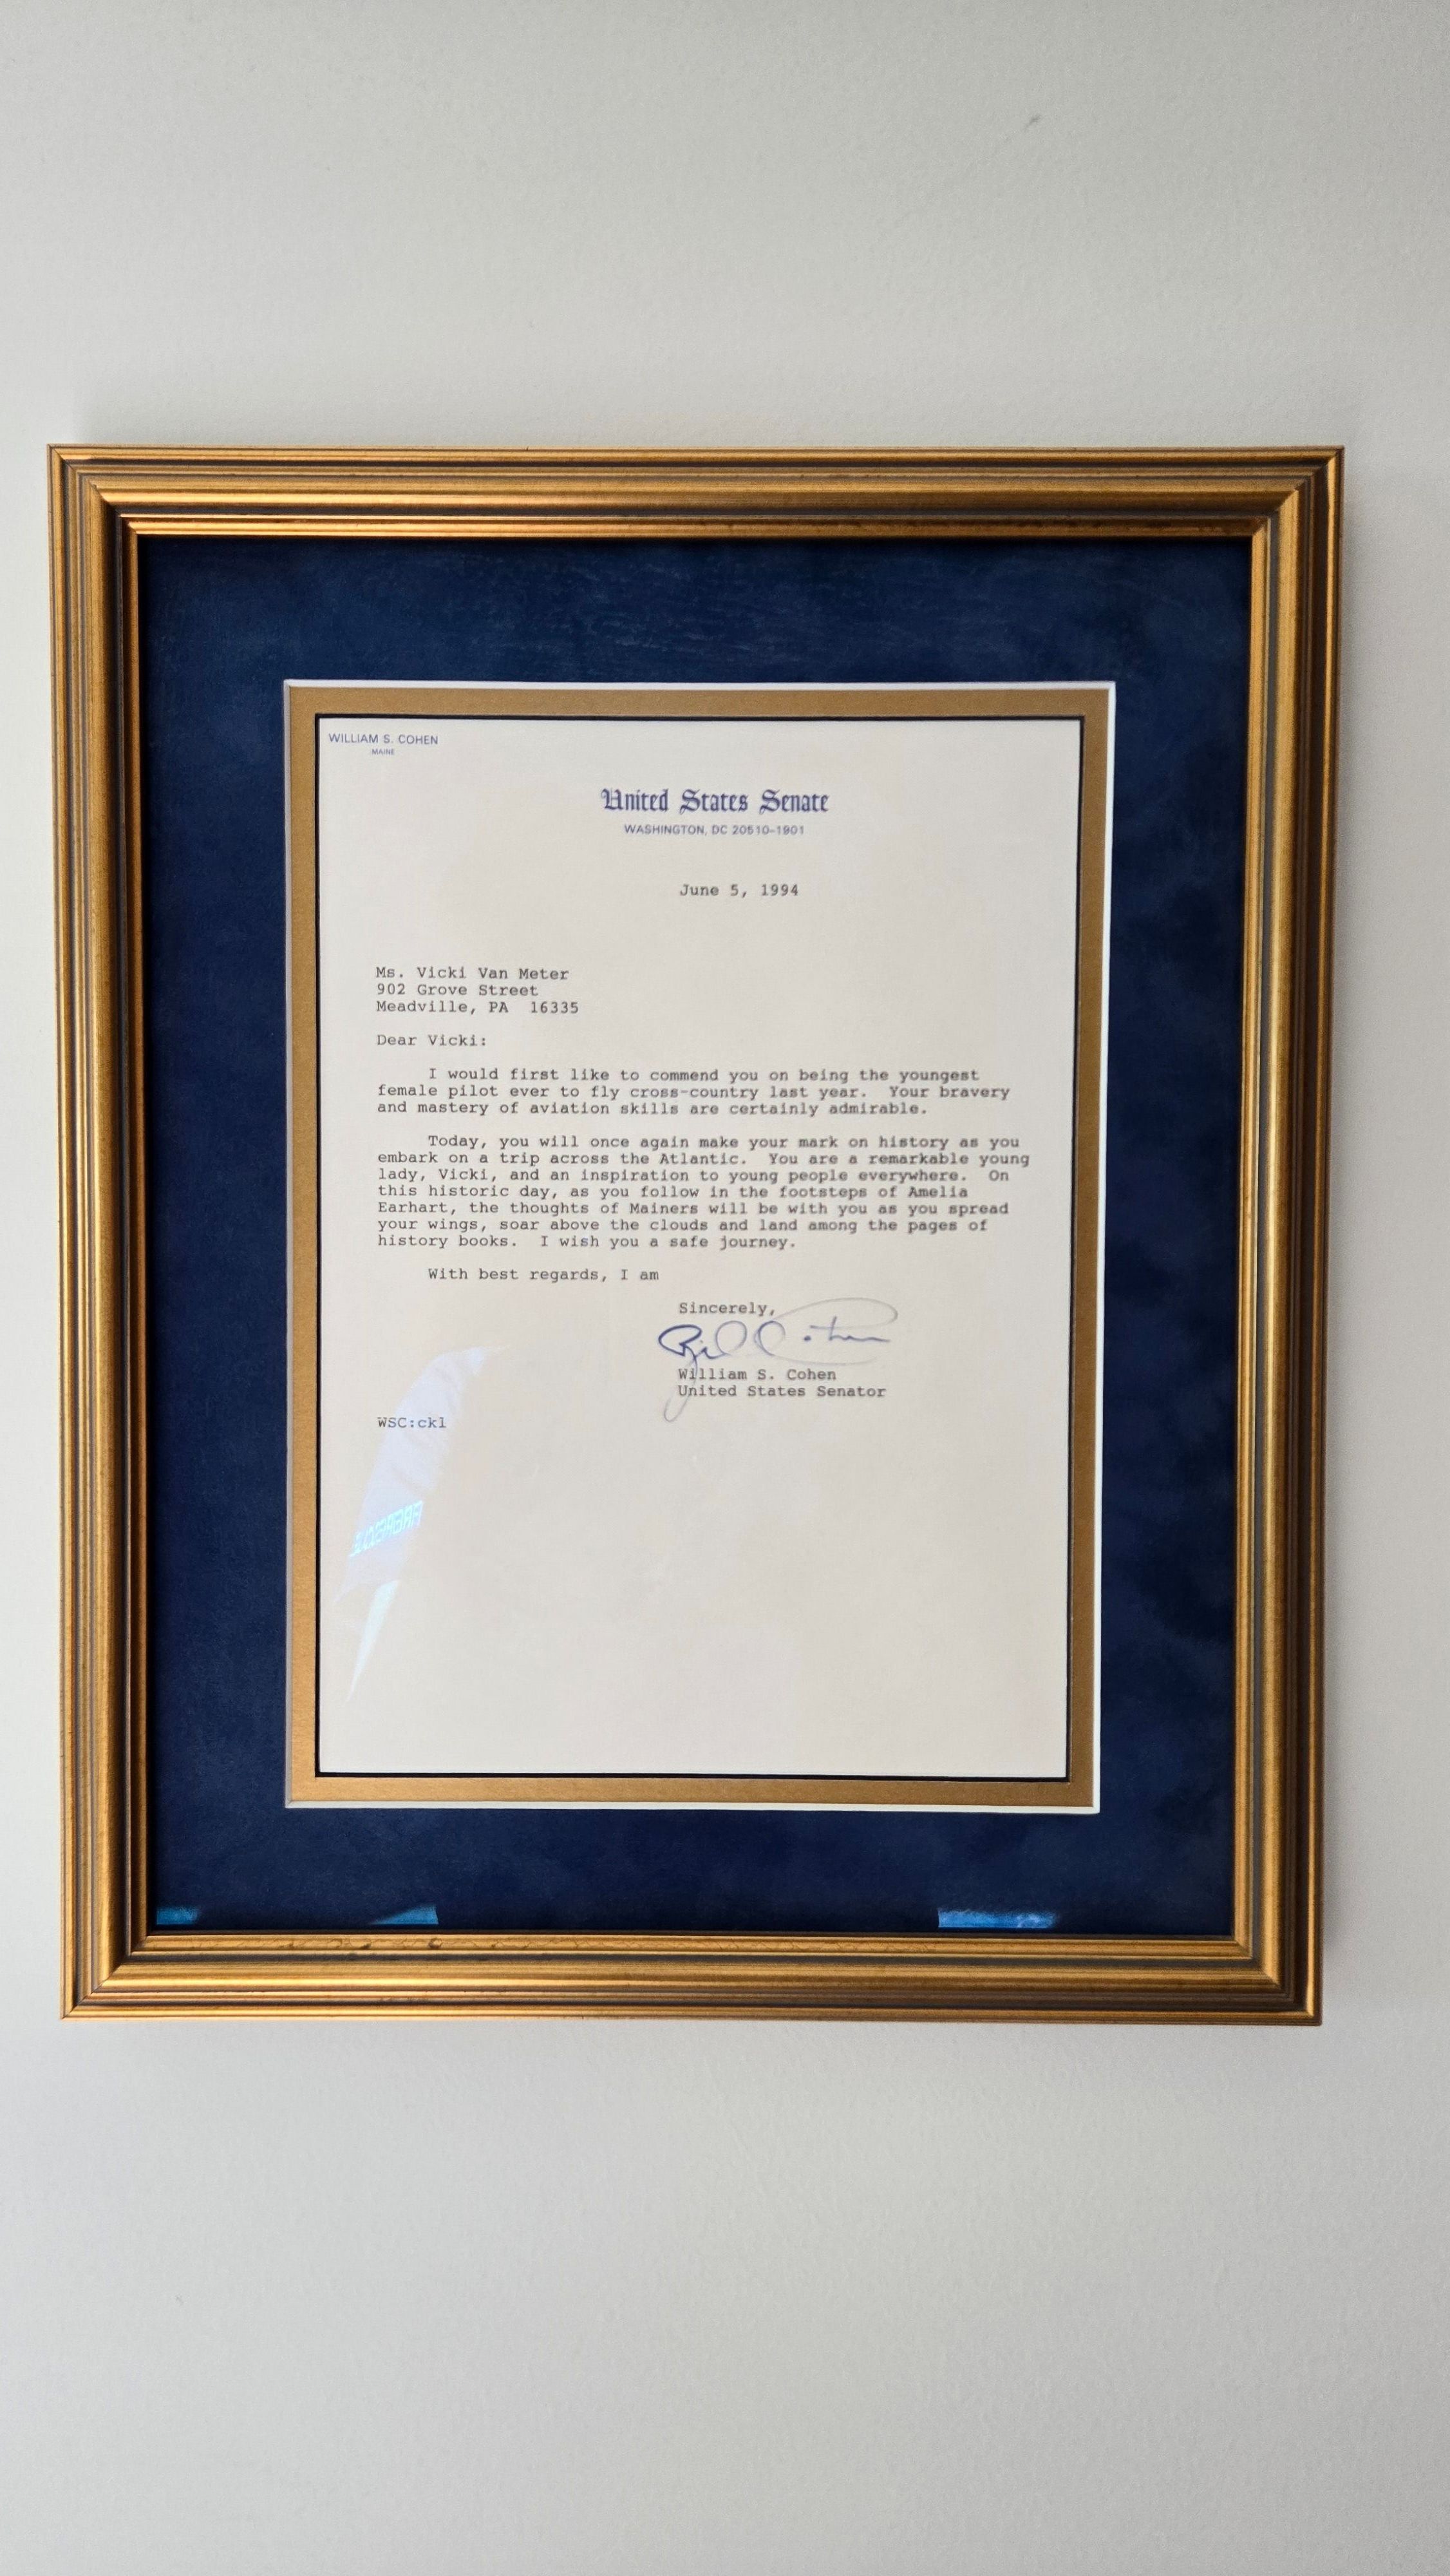 WILLIAM S. COHEN
MAINE
United States Senate
WASHINGTON, DC 20510-1901
June 5, 1994
Ms. Vicki Van Meter
902 Grove Street
Meadville, PA  16335
Dear Vicki:
I would first like to commend you on being the youngest
female pilot ever to fly cross-country last year.  Your bravery
and mastery of aviation skills are certainly admirable.
Today, you will once again make your mark on history as you
embark on a trip across the Atlantic.  You are a remarkable young
lady, Vicki, and an inspiration to young people everywhere.  On
this historic day, as you follow in the footsteps of Amelia
Earhart, the thoughts of Mainers will be with you as you spread
your wings, soar above the clouds and land among the pages of
history books.  I wish you a safe journey.
With best regards, I am
Sincerely,
Bill Cohen
William S. Cohen
United States Senator
WSC:ckl